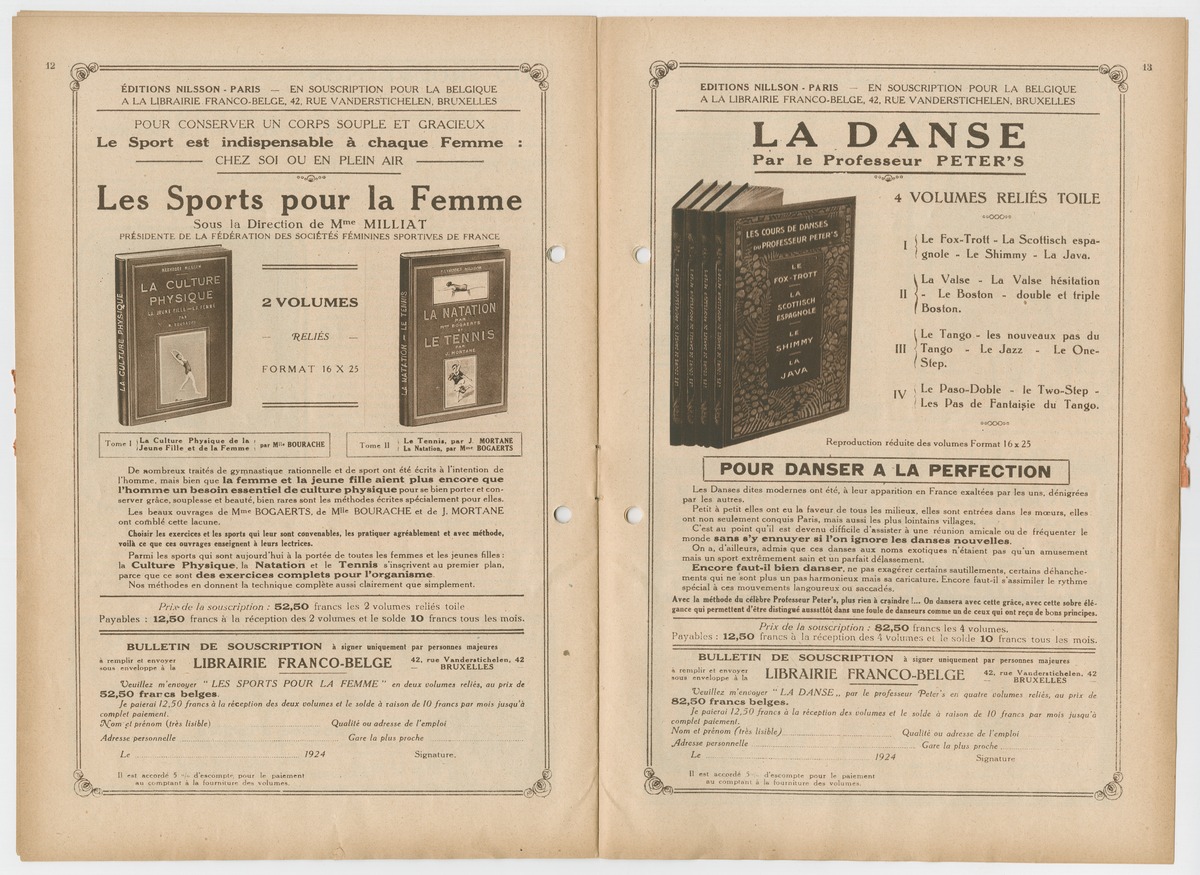 12
ÉDITIONS NILSSON - PARIS — EN SOUSCRIPTION POUR LA BELGIQUE
A LA LIBRAIRIE FRANCO-BELGE, 42, RUE VANDERSTICHELEN, BRUXELLES
POUR CONSERVER UN CORPS SOUPLE ET GRACIEUX
Le Sport est indispensable à chaque Femme :
CHEZ SOI OU EN PLEIN AIR
Les Sports pour la Femme
Sous la Direction de Mme MILLIAT
PRÉSIDENTE DE LA FÉDÉRATION DES SOCIÉTÉS FÉMININES SPORTIVES DE FRANCE
LA CULTURE PHYSIQUE
LA CULTURE
PHYSIQUE
LA JEUNE FILLE - LA FEMME
PAR
2 VOLUMES
— RELIÉS —
FORMAT 16 X 25
LA NATATION - LE TENNIS
LA NATATION
PAR
MME BOGAERTS
ET
LE TENNIS
PAR
J. MORTANE
Tome I { La Culture Physique de la Jeune Fille et de la Femme } par Mlle BOURACHE
Tome II { Le Tennis, par J. MORTANE
La Natation, par Mme BOGAERTS
De nombreux traités de gymnastique rationnelle et de sport ont été écrits à l'intention de
l'homme, mais bien que la femme et la jeune fille aient plus encore que
l'homme un besoin essentiel de culture physique pour se bien porter et con-
server grâce, souplesse et beauté, bien rares sont les méthodes écrites spécialement pour elles.
Les beaux ouvrages de Mme BOGAERTS, de Mlle BOURACHE et de J. MORTANE
ont comblé cette lacune.
Choisir les exercices et les sports qui leur sont convenables, les pratiquer agréablement et avec méthode,
voilà ce que ces ouvrages enseignent à leurs lectrices.
Parmi les sports qui sont aujourd'hui à la portée de toutes les femmes et les jeunes filles :
la Culture Physique, la Natation et le Tennis s'inscrivent au premier plan,
parce que ce sont des exercices complets pour l'organisme.
Nos méthodes en donnent la technique complète aussi clairement que simplement.
Prix de la souscription : 52,50 francs les 2 volumes reliés toile
Payables : 12,50 francs à la réception des 2 volumes et le solde 10 francs tous les mois.
BULLETIN DE SOUSCRIPTION à signer uniquement par personnes majeures
à remplir et envoyer
sous enveloppe à la
LIBRAIRIE FRANCO-BELGE
42, rue Vanderstichelen, 42
BRUXELLES
Veuillez m'envoyer "LES SPORTS POUR LA FEMME" en deux volumes reliés, au prix de
52,50 francs belges.
Je paierai 12,50 francs à la réception des deux volumes et le solde à raison de 10 francs par mois jusqu'à
complet paiement.
Nom et prénom (très lisible) Qualité ou adresse de l'emploi
Adresse personnelle Gare la plus proche
Le 1924 Signature.
Il est accordé 5 % d'escompte pour le paiement
au comptant à la fourniture des volumes.
13
EDITIONS NILLSON - PARIS — EN SOUSCRIPTION POUR LA BELGIQUE
A LA LIBRAIRIE FRANCO-BELGE, 42, RUE VANDERSTICHELEN, BRUXELLES
LA DANSE
Par le Professeur PETER'S
LES COURS DE DANSES
DU PROFESSEUR PETER'S
LE
FOX-TROTT
LA
SCOTTISCH
ESPAGNOLE
LE
SHIMMY
LA
JAVA
4 VOLUMES RELIÉS TOILE
I { Le Fox-Trott - La Scottisch espa-
gnole - Le Shimmy - La Java.
II { La Valse - La Valse hésitation
- Le Boston - double et triple
Boston.
III { Le Tango - les nouveaux pas du
Tango - Le Jazz - Le One-
Step.
IV { Le Paso-Doble - le Two-Step -
Les Pas de Fantaisie du Tango.
Reproduction réduite des volumes Format 16 x 25
POUR DANSER A LA PERFECTION
Les Danses dites modernes ont été, à leur apparition en France exaltées par les uns, dénigrées
par les autres.
Petit à petit elles ont eu la faveur de tous les milieux, elles sont entrées dans les mœurs, elles
ont non seulement conquis Paris, mais aussi les plus lointains villages.
C'est au point qu'il est devenu difficile d'assister à une réunion amicale ou de fréquenter le
monde sans s'y ennuyer si l'on ignore les danses nouvelles.
On a, d'ailleurs, admis que ces danses aux noms exotiques n'étaient pas qu'un amusement
mais un sport extrêmement sain et un parfait délassement.
Encore faut-il bien danser, ne pas exagérer certains sautillements, certains déhanche-
ments qui ne sont plus un pas harmonieux mais sa caricature. Encore faut-il s'assimiler le rythme
spécial à ces mouvements langoureux ou saccadés.
Avec la méthode du célèbre Professeur Peter's, plus rien à craindre !... On dansera avec cette grâce, avec cette sobre élé-
gance qui permettent d'être distingué aussitôt dans une foule de danseurs comme un de ceux qui ont reçu de bons principes.
Prix de la souscription : 82,50 francs les 4 volumes.
Payables : 12,50 francs à la réception des 4 volumes et le solde 10 francs tous les mois.
BULLETIN DE SOUSCRIPTION à signer uniquement par personnes majeures
à remplir et envoyer
sous enveloppe à la
LIBRAIRIE FRANCO-BELGE
42, rue Vanderstichelen, 42
BRUXELLES
Veuillez m'envoyer "LA DANSE„ par le professeur Peter's en quatre volumes reliés, au prix de
82,50 francs belges.
Je paierai 12,50 francs à la réception des volumes et le solde à raison de 10 francs par mois jusqu'à
complet paiement.
Nom et prénom (très lisible) Qualité ou adresse de l'emploi
Adresse personnelle Gare la plus proche
Le 1924 Signature
Il est accordé 5 % d'escompte pour le paiement
au comptant à la fourniture des volumes.